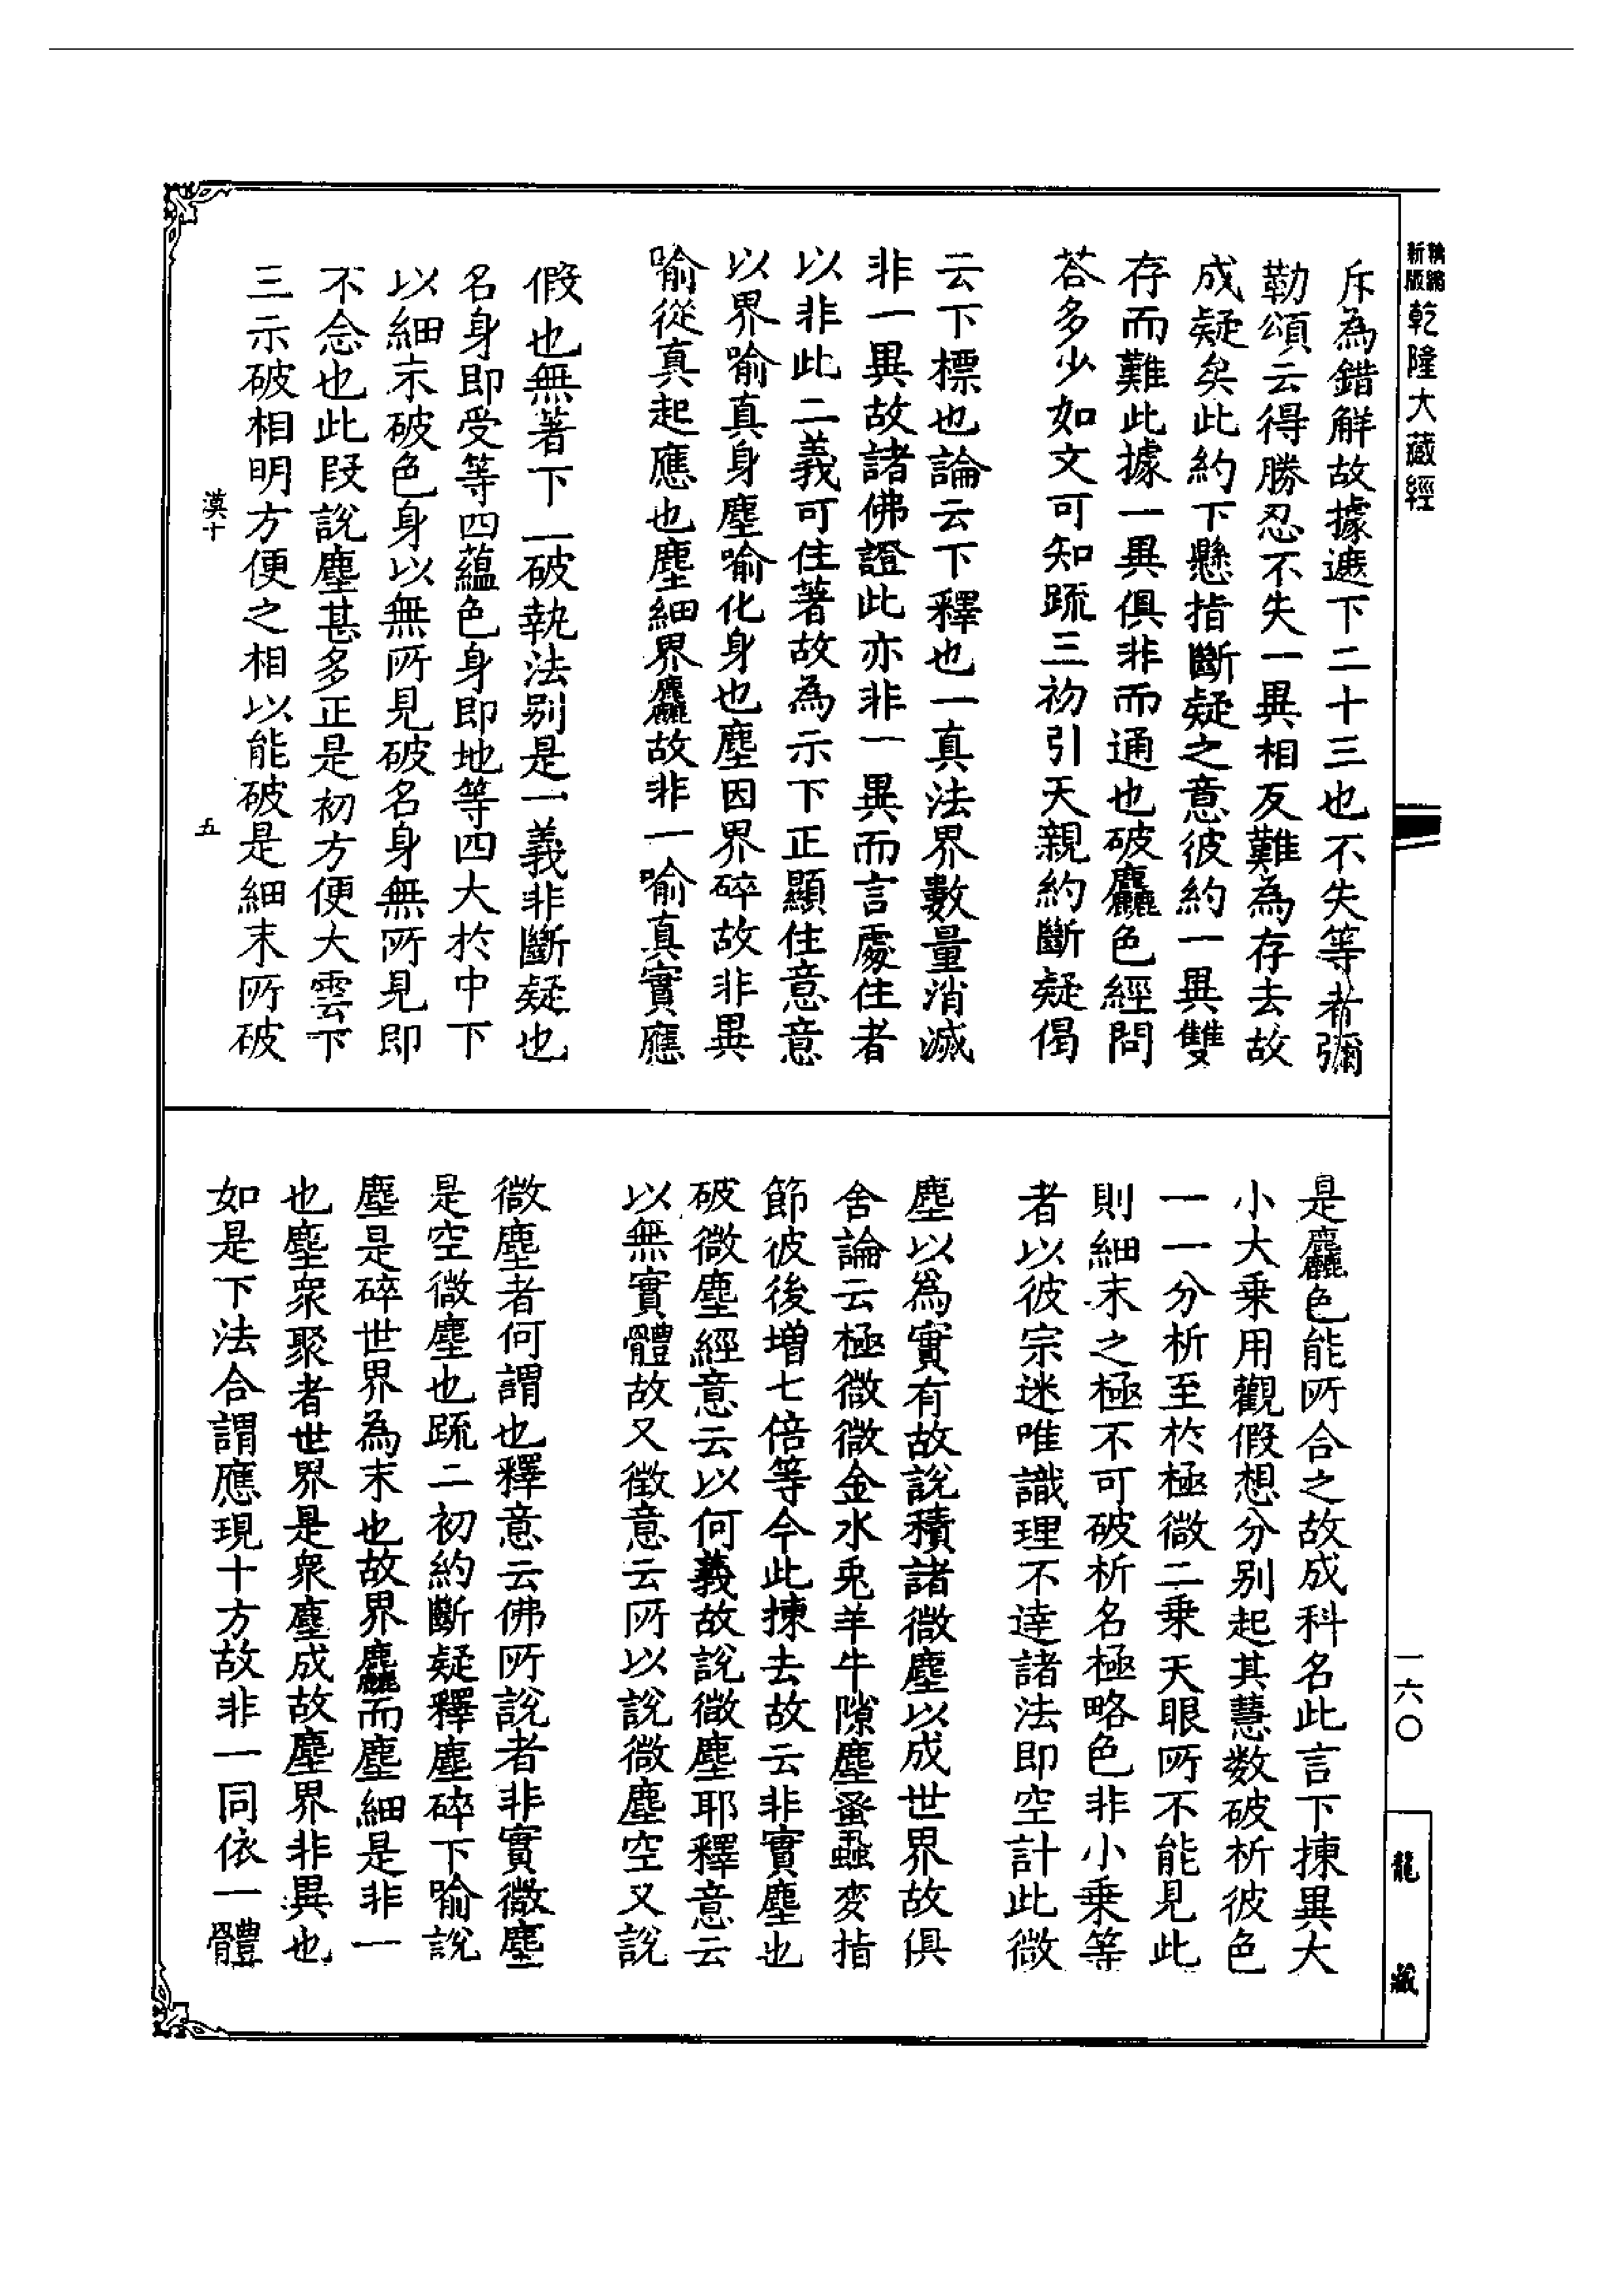 新版 精縮 乾隆大藏經
斥為錯解故據遮下二十三也不失等者彌
勒頌云得勝忍不失一異相反難為存去故
成疑矣此約下懸指斷疑之意彼約一異雙
存而難此據一異俱非而通也破麤色經問
荅多少如文可知䟽三初引天親約斷疑偈
云下標也論云下釋也一真法界數量消滅
非一異故諸佛證此亦非一異而言處住者
以非此二義可住著故為示下正顯住意意
以界喻真身塵喻化身也塵因界碎故非異
喻從真起應也塵細界麤故非一喻真實應
假也無著下一破執法别是一義非斷疑也
名身即受等四蘊色身即地等四大於中下
以細末破色身以無所見破名身無所見即
不念也此段說塵甚多正是初方便大雲下
三示破相明方便之相以能破是細末所破
漢十
五
是麤色能所合之故成科名此言下揀異大
小大乗用觀假想分别起其慧数破析彼色
一一分析至於極微二乗天眼所不能見此
則細末之極不可破析名極略色非小乗等
者以彼宗迷唯識理不達諸法即空計此微
塵以為實有故說積諸微塵以成世界故俱
舍論云極微微金水兎羊牛隙塵蚤蝨麥指
節彼後增七倍等今此揀去故云非實塵也
破微塵經意云以何義故說微塵耶釋意云
以無實體故又徵意云所以說微塵空又說
微塵者何謂也釋意云佛所說者非實微塵
是空微塵也䟽二初約斷疑釋塵碎下喻說
塵是碎世界為末也故界麤而塵細是非一
也塵衆聚者世界是衆塵成故塵界非異也
如是下法合謂應現十方故非一同依一體
一六〇
龍藏